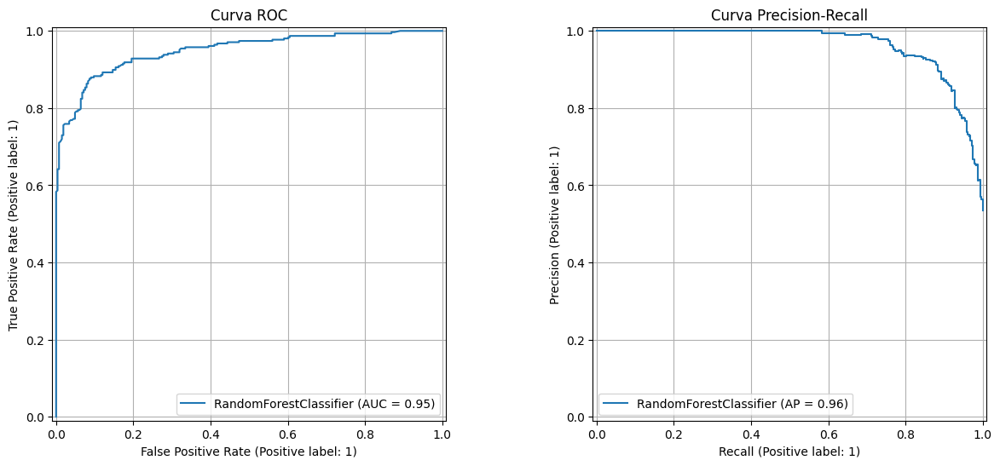 Curva ROC
True Positive Rate (Positive label: 1)
1.0
0.8
0.6
0.4
0.2
0.0
0.0 0.2 0.4 0.6 0.8 1.0
False Positive Rate (Positive label: 1)
RandomForestClassifier (AUC = 0.95)
Curva Precision-Recall
Precision (Positive label: 1)
1.0
0.8
0.6
0.4
0.2
0.0
0.0 0.2 0.4 0.6 0.8 1.0
Recall (Positive label: 1)
RandomForestClassifier (AP = 0.96)